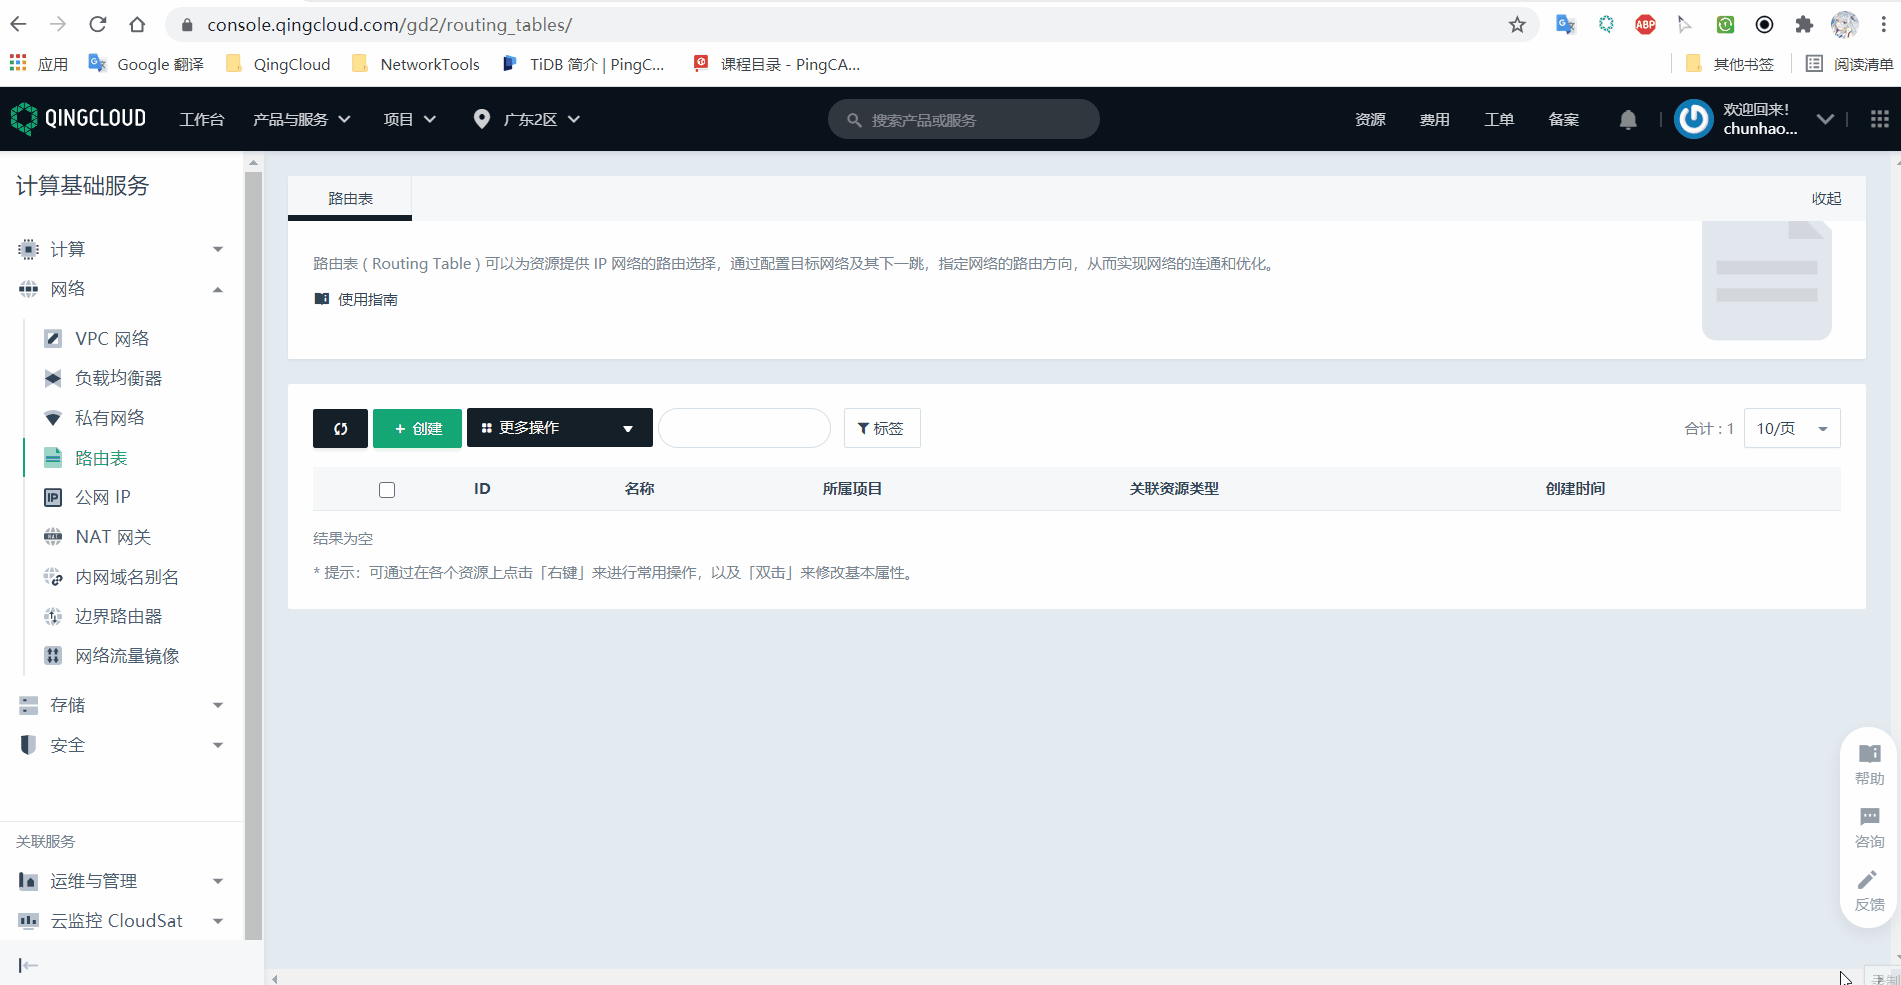 console.qingcloud.com/gd2/routing_tables/
ABP
应用 Google 翻译 QingCloud NetworkTools TiDB 简介 | PingC... 课程目录 - PingCA... 其他书签 阅读清单
QINGCLOUD 工作台 产品与服务 项目 广东2区 搜索产品或服务 资源 费用 工单 备案 欢迎回来! chunhao...
计算基础服务
计算
网络
VPC 网络
负载均衡器
私有网络
路由表
公网 IP
NAT 网关
内网域名别名
边界路由器
网络流量镜像
存储
安全
关联服务
运维与管理
云监控 CloudSat
路由表 收起
路由表 ( Routing Table ) 可以为资源提供 IP 网络的路由选择，通过配置目标网络及其下一跳，指定网络的路由方向，从而实现网络的连通和优化。
使用指南
+ 创建 更多操作 标签 合计 : 1 10/页
ID 名称 所属项目 关联资源类型 创建时间
结果为空
* 提示：可通过在各个资源上点击「右键」来进行常用操作，以及「双击」来修改基本属性。
帮助
咨询
反馈